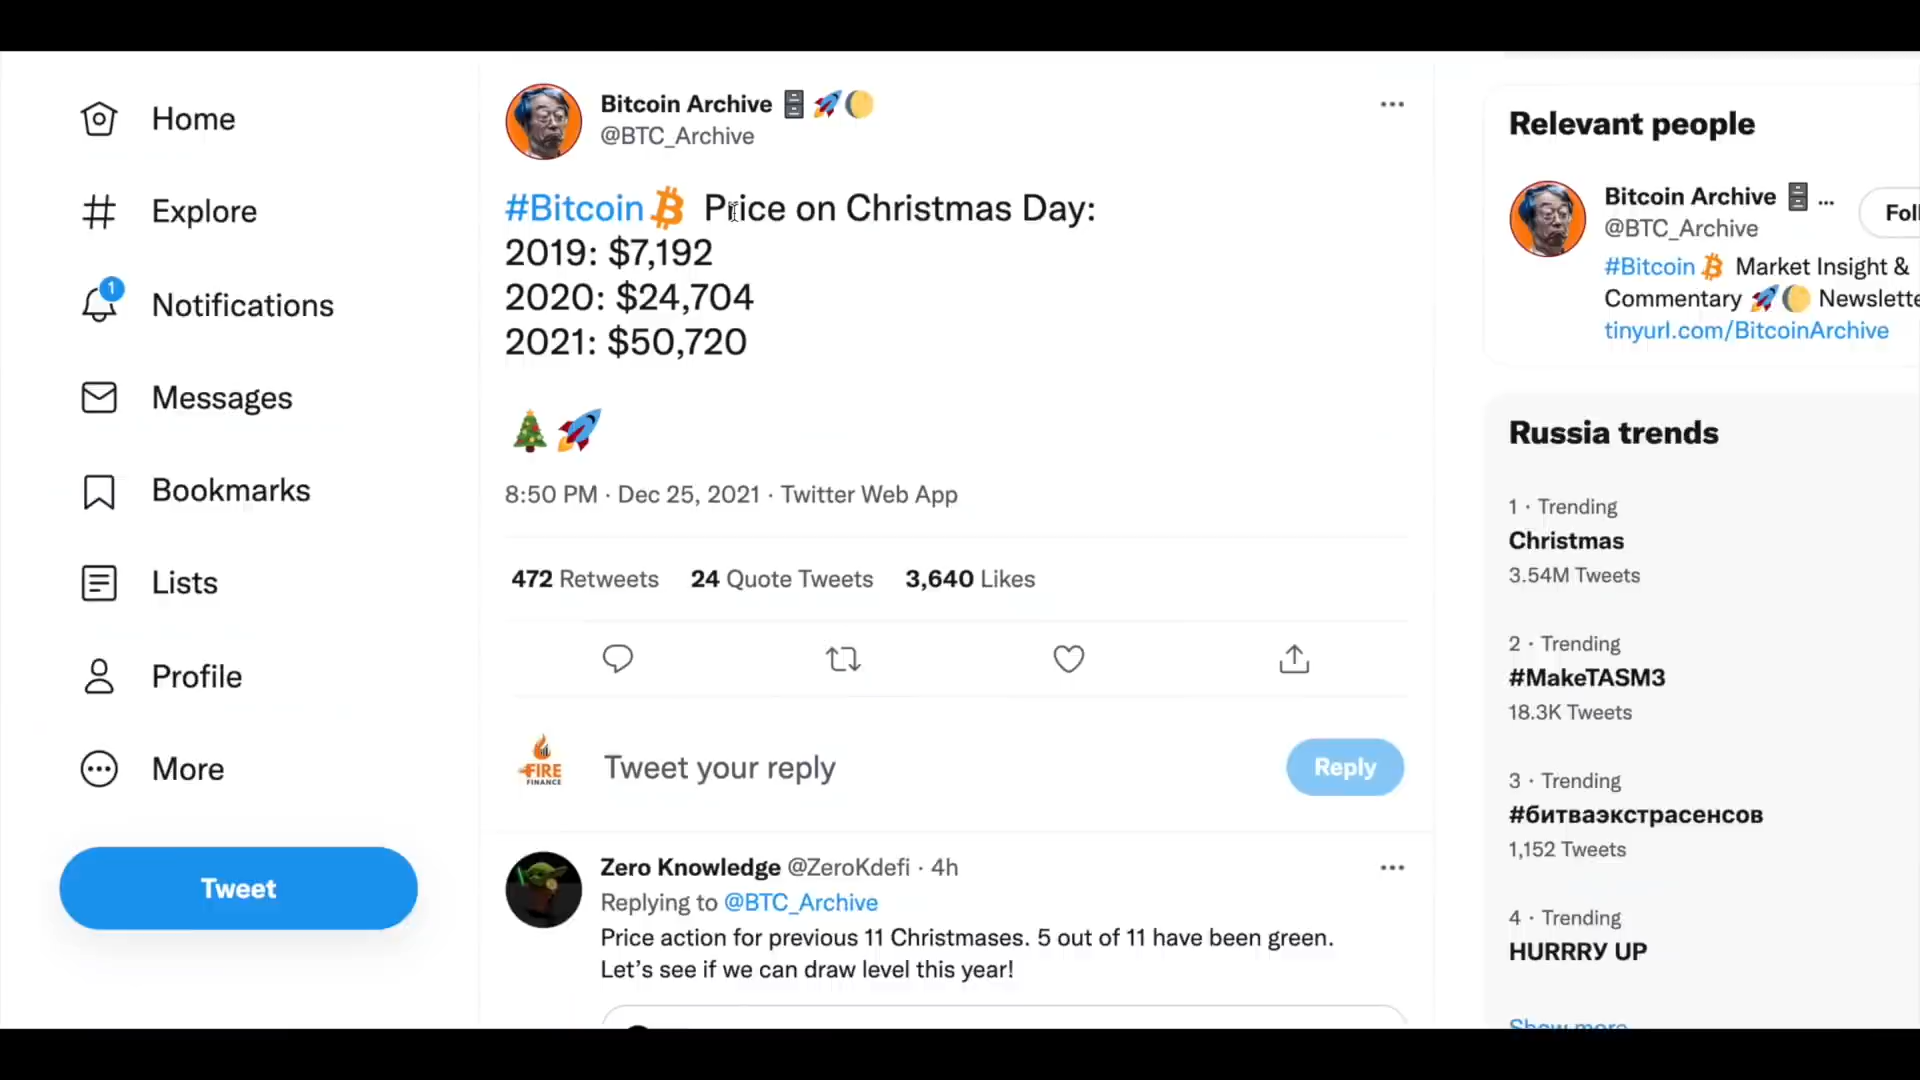 Home
Explore
1
Notifications
Messages
Bookmarks
Lists
Profile
More
Tweet
Bitcoin Archive 🗄️🚀🌔
@BTC_Archive
#Bitcoin Price on Christmas Day:
2019: $7,192
2020: $24,704
2021: $50,720
🎄🚀
8:50 PM · Dec 25, 2021 · Twitter Web App
472 Retweets 24 Quote Tweets 3,640 Likes
FIRE
FINANCE
Tweet your reply
Reply
Zero Knowledge @ZeroKdefi · 4h
Replying to @BTC_Archive
Price action for previous 11 Christmases. 5 out of 11 have been green.
Let’s see if we can draw level this year!
Relevant people
Bitcoin Archive 🗄️ ...
Foll
@BTC_Archive
#Bitcoin Market Insight &
Commentary 🚀🌔 Newslette
tinyurl.com/BitcoinArchive
Russia trends
1 · Trending
Christmas
3.54M Tweets
2 · Trending
#MakeTASM3
18.3K Tweets
3 · Trending
#битваэкстрасенсов
1,152 Tweets
4 · Trending
HURRRY UP
Show more